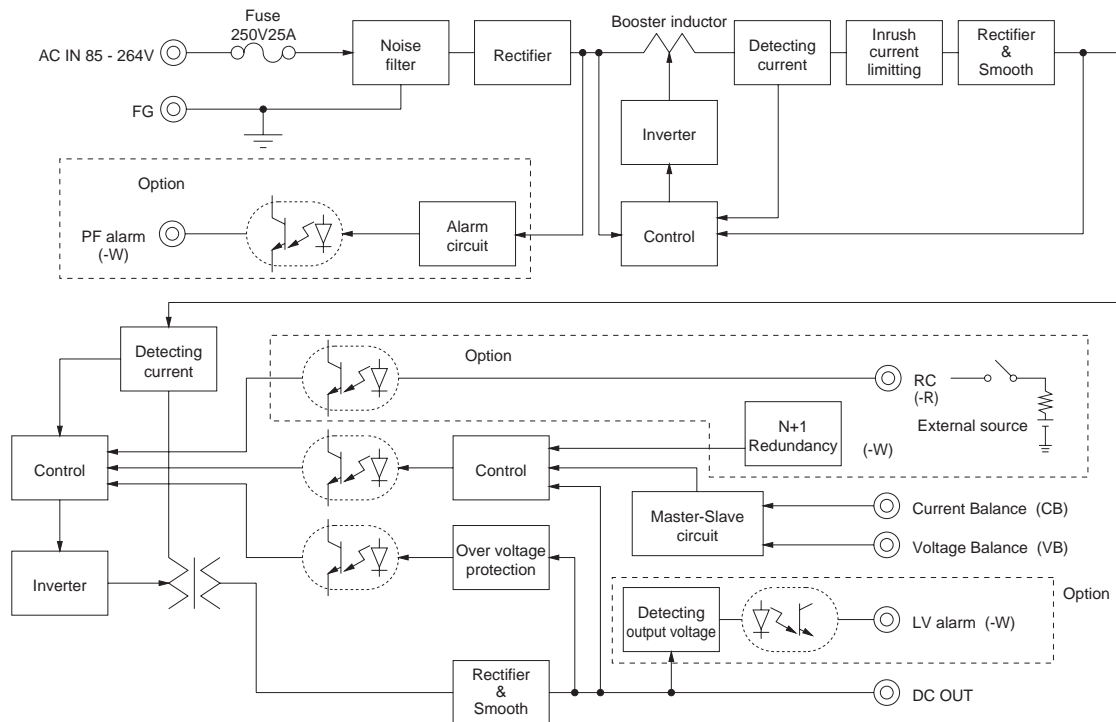 Fuse
250V25A
AC IN 85 - 264V
Noise
filter
Rectifier
Booster inductor
Detecting
current
Inrush
current
limitting
Rectifier
&
Smooth
FG
Inverter
Option
PF alarm
(-W)
Alarm
circuit
Control
Detecting
current
Option
RC
(-R)
External source
N+1
Redundancy
(-W)
Control
Control
Master-Slave
circuit
Current Balance (CB)
Voltage Balance (VB)
Inverter
Over voltage
protection
Option
Detecting
output voltage
LV alarm (-W)
Rectifier
&
Smooth
DC OUT